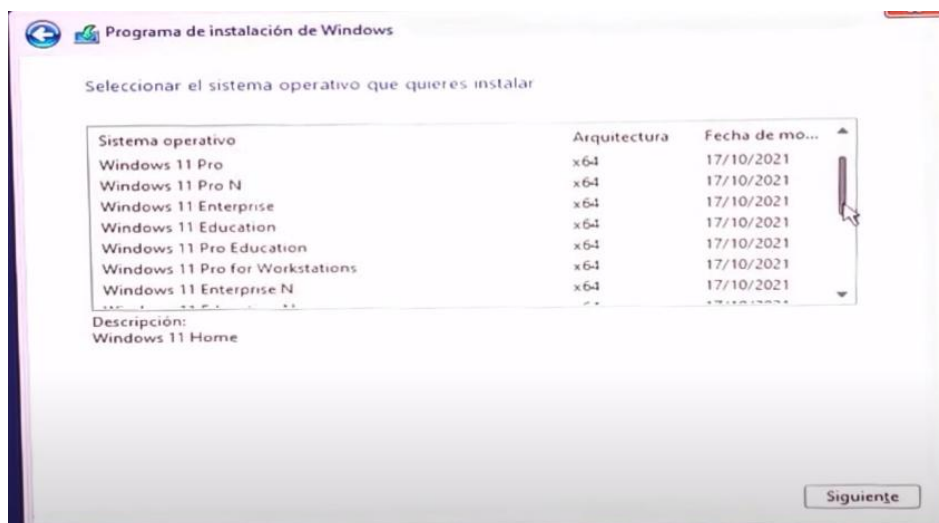 Programa de instalación de Windows
Seleccionar el sistema operativo que quieres instalar
Sistema operativo Arquitectura Fecha de mo...
Windows 11 Pro x64 17/10/2021
Windows 11 Pro N x64 17/10/2021
Windows 11 Enterprise x64 17/10/2021
Windows 11 Education x64 17/10/2021
Windows 11 Pro Education x64 17/10/2021
Windows 11 Pro for Workstations x64 17/10/2021
Windows 11 Enterprise N x64 17/10/2021
Descripción:
Windows 11 Home
Siguiente